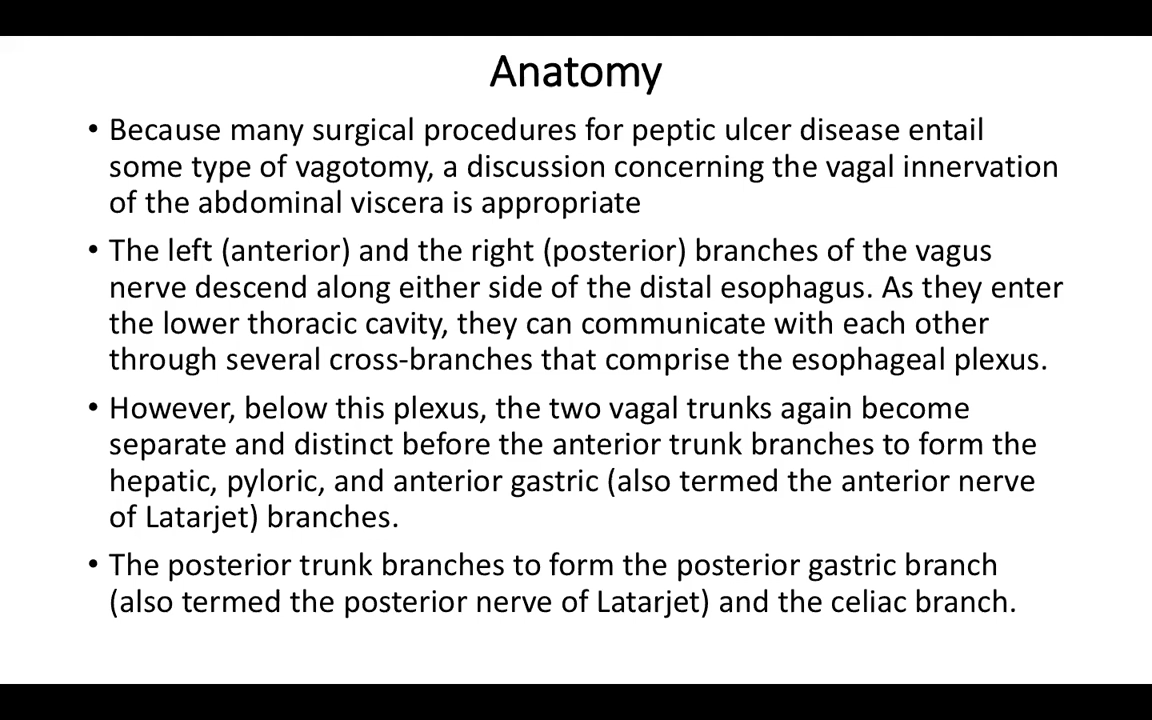 Anatomy
• Because many surgical procedures for peptic ulcer disease entail
some type of vagotomy, a discussion concerning the vagal innervation
of the abdominal viscera is appropriate
• The left (anterior) and the right (posterior) branches of the vagus
nerve descend along either side of the distal esophagus. As they enter
the lower thoracic cavity, they can communicate with each other
through several cross-branches that comprise the esophageal plexus.
• However, below this plexus, the two vagal trunks again become
separate and distinct before the anterior trunk branches to form the
hepatic, pyloric, and anterior gastric (also termed the anterior nerve
of Latarjet) branches.
• The posterior trunk branches to form the posterior gastric branch
(also termed the posterior nerve of Latarjet) and the celiac branch.